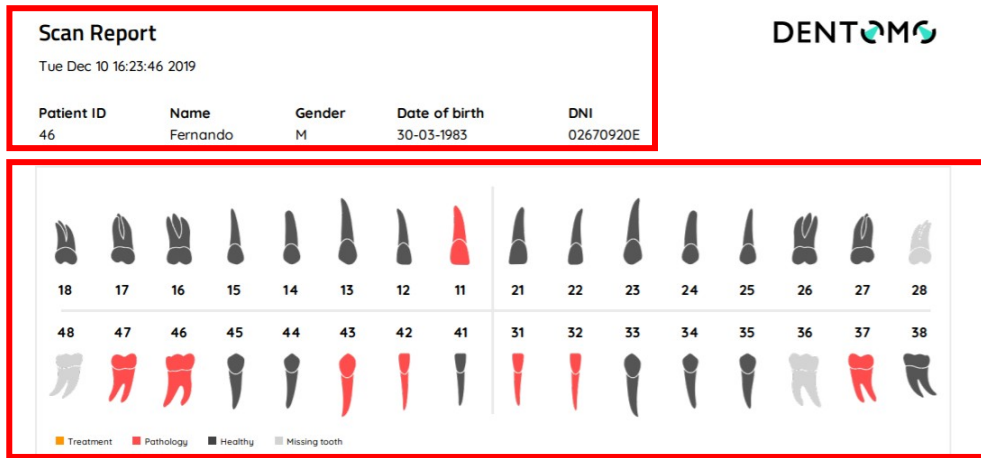 Scan Report
DENTOMO
Tue Dec 10 16:23:46 2019
Patient ID Name Gender Date of birth DNI
46 Fernando M 30-03-1983 02670920E
18 17 16 15 14 13 12 11 21 22 23 24 25 26 27 28
48 47 46 45 44 43 42 41 31 32 33 34 35 36 37 38
Treatment Pathology Healthy Missing tooth